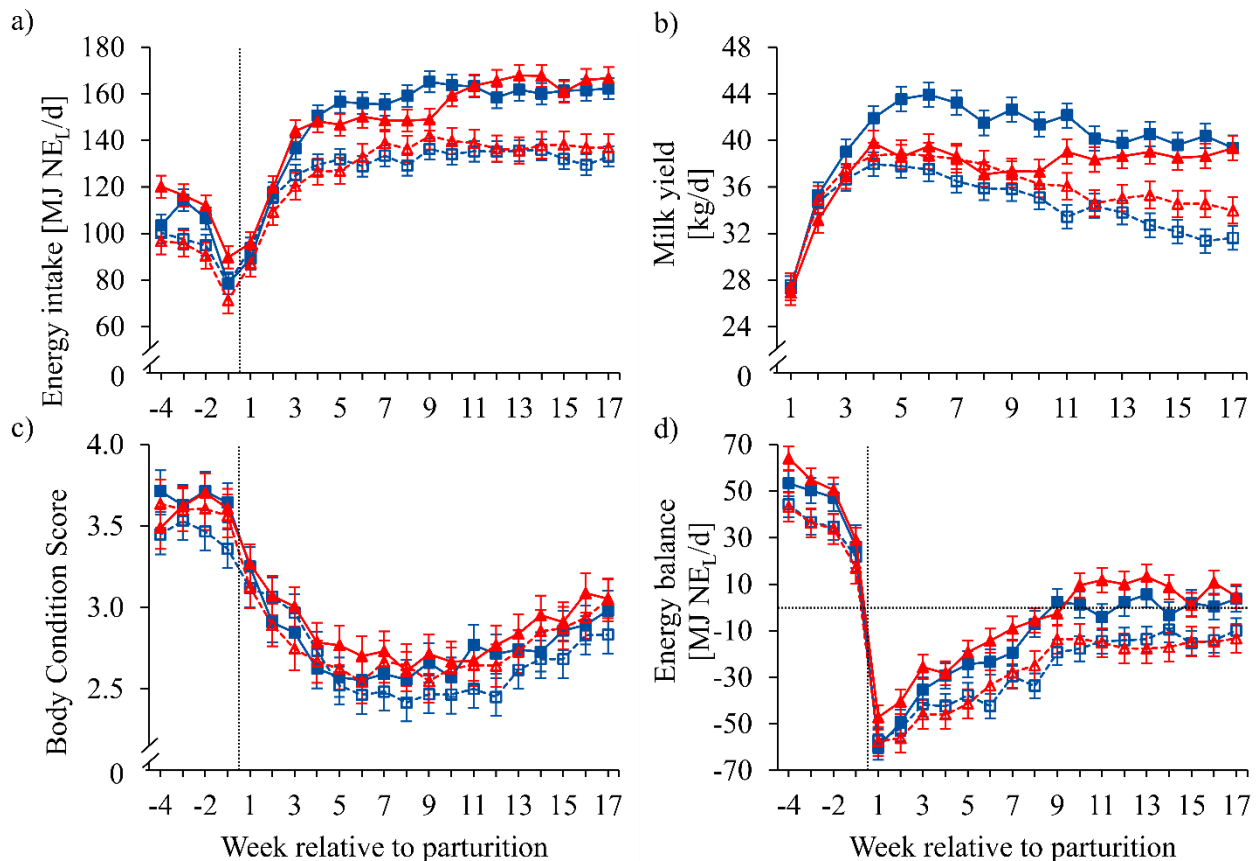 a)
Energy intake [MJ NE_L/d]
180
160
140
120
100
80
60
0
-4 -2 1 3 5 7 9 11 13 15 17
b)
Milk yield
[kg/d]
44
40
36
32
28
24
0
1 3 5 7 9 11 13 15 17
c)
Body Condition Score
4.0
3.5
3.0
2.5
0
-4 -2 1 3 5 7 9 11 13 15 17
Week relative to parturition
d)
Energy balance
[MJ NE_L/d]
70
50
30
10
-10
-30
-50
-70
-4 -2 1 3 5 7 9 11 13 15 17
Week relative to parturition